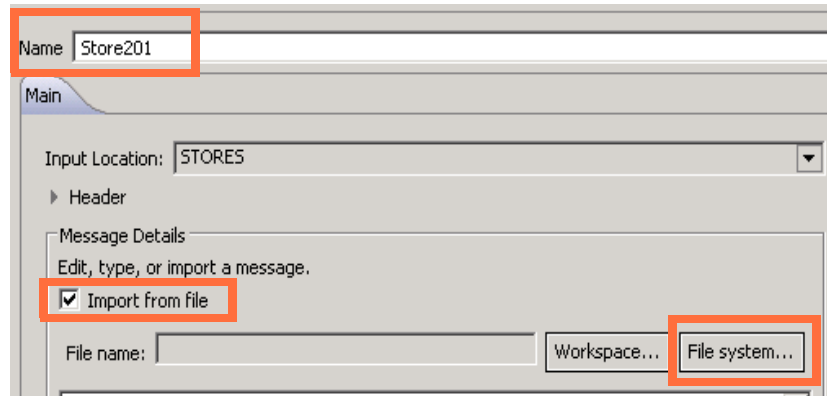 Name Store201
Main
Input Location: STORES
Header
Message Details
Edit, type, or import a message.
Import from file
File name: Workspace... File system...